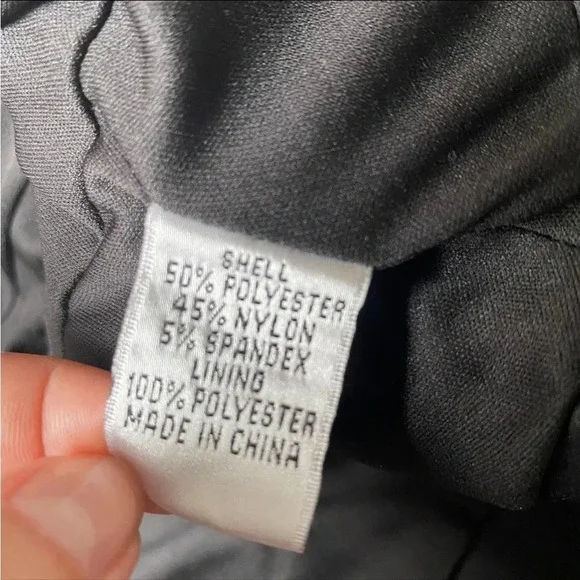 SHELL
50% POLYESTER
45% NYLON
5% SPANDEX
LINING
100% POLYESTER
MADE IN CHINA